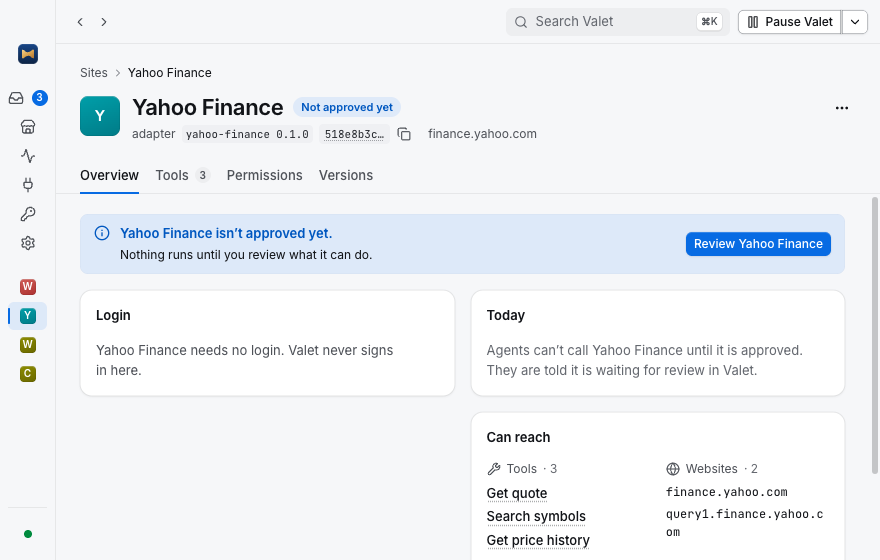 Search Valet
⌘K
Pause Valet
3
Sites
Yahoo Finance
Y
Yahoo Finance
Not approved yet
adapter
yahoo-finance 0.1.0
518e8b3c…
finance.yahoo.com
Overview
Tools 3
Permissions
Versions
Yahoo Finance isn’t approved yet.
Nothing runs until you review what it can do.
Review Yahoo Finance
Login
Yahoo Finance needs no login. Valet never signs
in here.
Today
Agents can’t call Yahoo Finance until it is approved.
They are told it is waiting for review in Valet.
Can reach
Tools · 3
Get quote
Search symbols
Get price history
Websites · 2
finance.yahoo.com
query1.finance.yahoo.c
om
W
Y
W
C